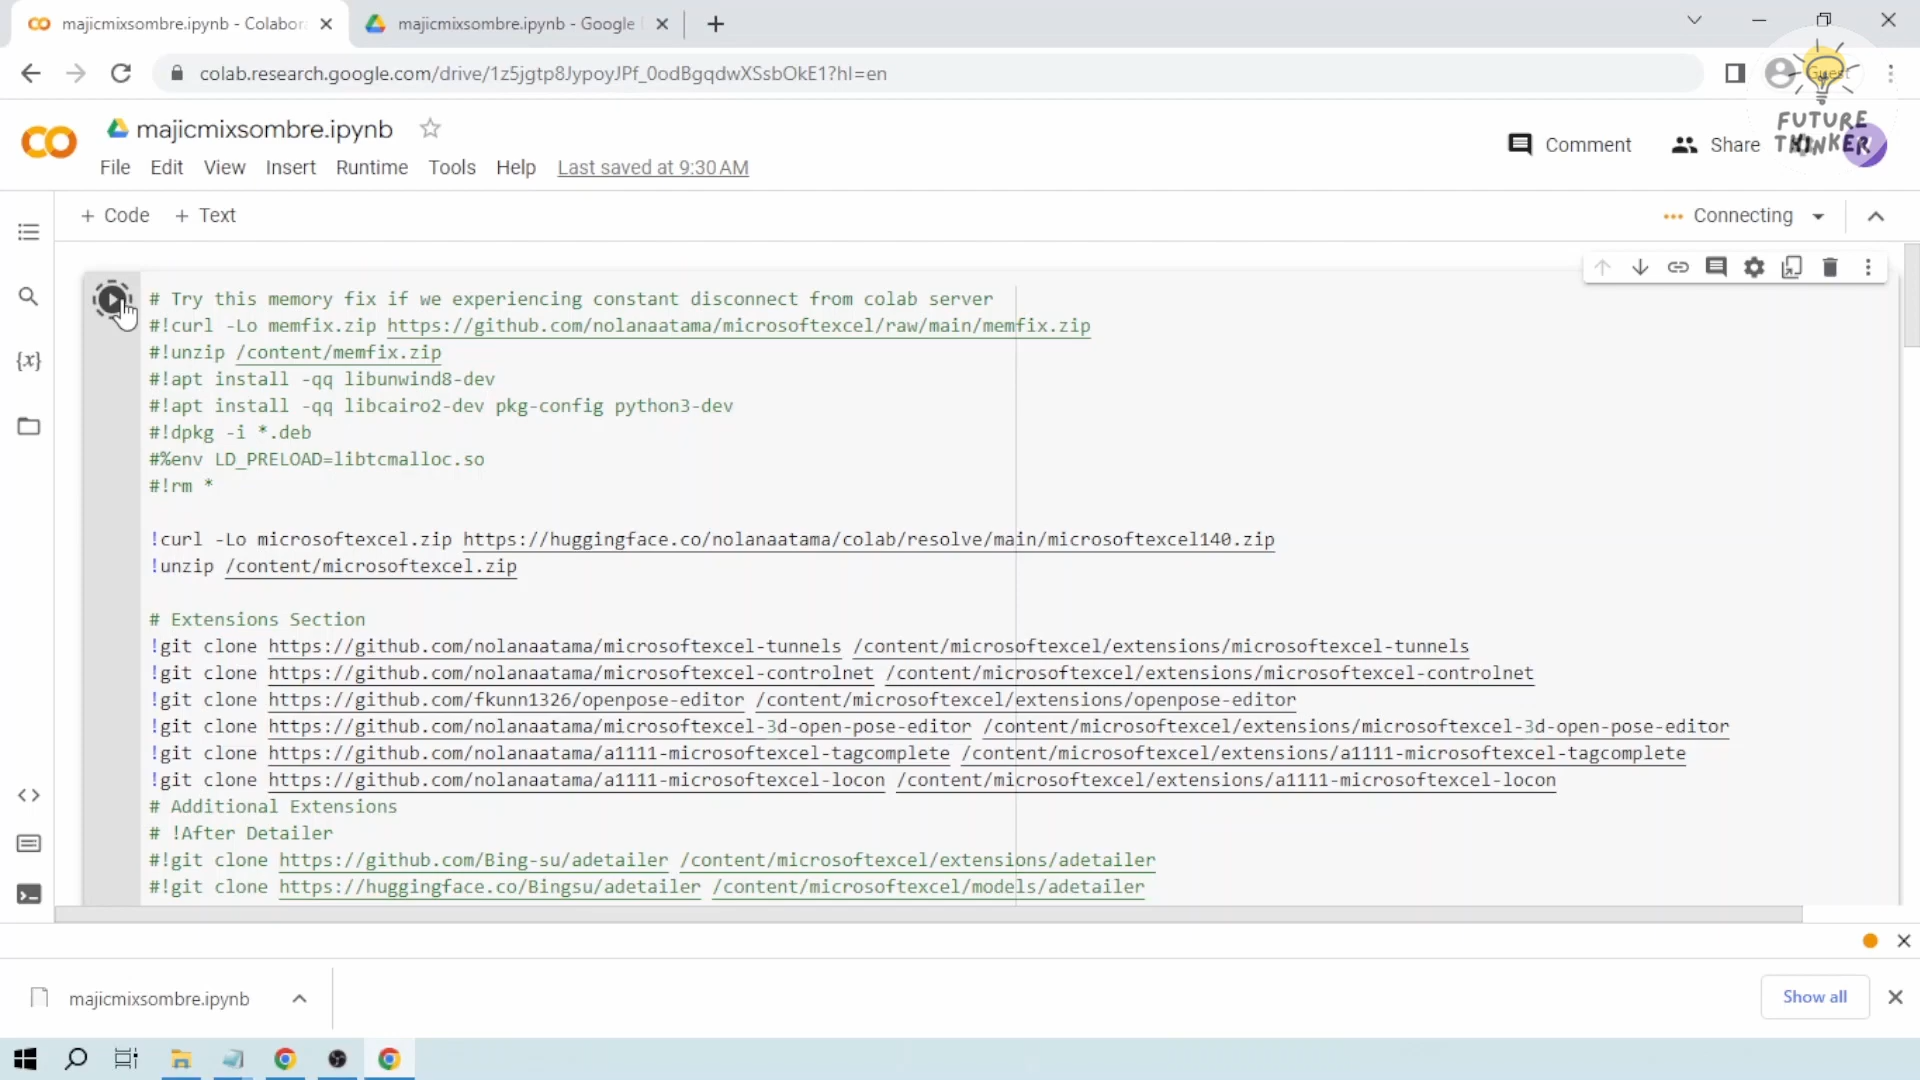 majicmixsombre.ipynb - Colabor
majicmixsombre.ipynb - Google
colab.research.google.com/drive/1z5jgtp8JypoyJPf_0odBgqdwXSsbOkE1?hl=en
Guest
FUTURE
THINKER
majicmixsombre.ipynb
Comment
Share
File Edit View Insert Runtime Tools Help Last saved at 9:30 AM
+ Code + Text
Connecting
# Try this memory fix if we experiencing constant disconnect from colab server
#!curl -Lo memfix.zip https://github.com/nolanaatama/microsoftexcel/raw/main/memfix.zip
#!unzip /content/memfix.zip
#!apt install -qq libunwind8-dev
#!apt install -qq libcairo2-dev pkg-config python3-dev
#!dpkg -i *.deb
#%env LD_PRELOAD=libtcmalloc.so
#!rm *
!curl -Lo microsoftexcel.zip https://huggingface.co/nolanaatama/colab/resolve/main/microsoftexcel140.zip
!unzip /content/microsoftexcel.zip
# Extensions Section
!git clone https://github.com/nolanaatama/microsoftexcel-tunnels /content/microsoftexcel/extensions/microsoftexcel-tunnels
!git clone https://github.com/nolanaatama/microsoftexcel-controlnet /content/microsoftexcel/extensions/microsoftexcel-controlnet
!git clone https://github.com/fkunn1326/openpose-editor /content/microsoftexcel/extensions/openpose-editor
!git clone https://github.com/nolanaatama/microsoftexcel-3d-open-pose-editor /content/microsoftexcel/extensions/microsoftexcel-3d-open-pose-editor
!git clone https://github.com/nolanaatama/a1111-microsoftexcel-tagcomplete /content/microsoftexcel/extensions/a1111-microsoftexcel-tagcomplete
!git clone https://github.com/nolanaatama/a1111-microsoftexcel-locon /content/microsoftexcel/extensions/a1111-microsoftexcel-locon
# Additional Extensions
# !After Detailer
#!git clone https://github.com/Bing-su/adetailer /content/microsoftexcel/extensions/adetailer
#!git clone https://huggingface.co/Bingsu/adetailer /content/microsoftexcel/models/adetailer
majicmixsombre.ipynb
Show all